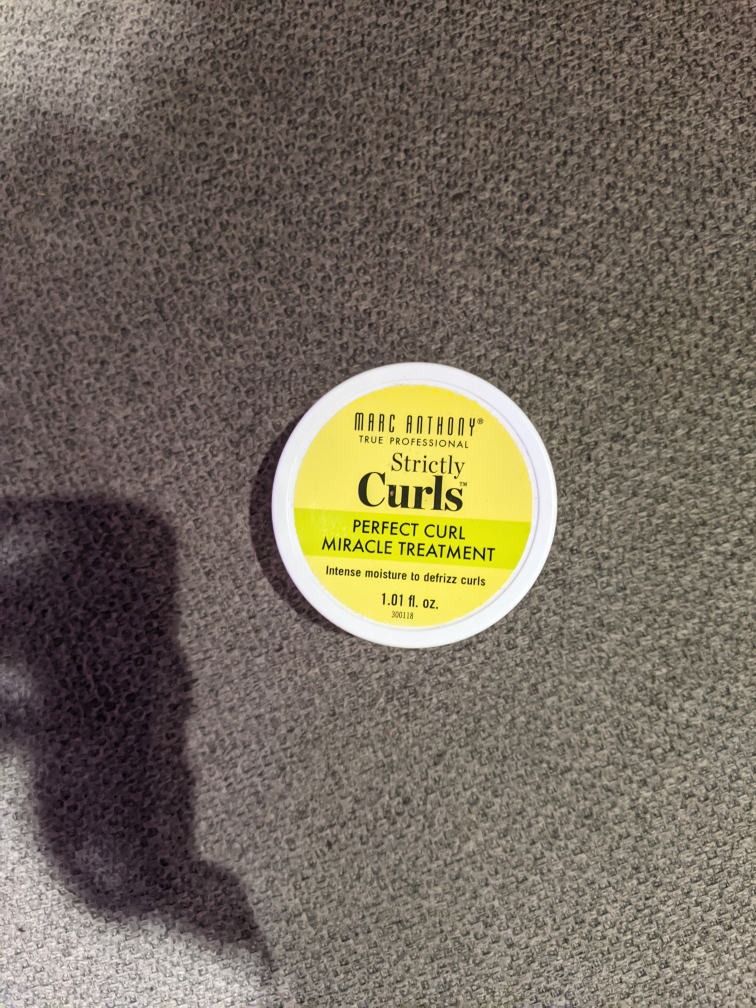 MARC ANTHONY®
TRUE PROFESSIONAL
Strictly
Curls™
PERFECT CURL
MIRACLE TREATMENT
Intense moisture to defrizz curls
1.01 fl. oz.
300118